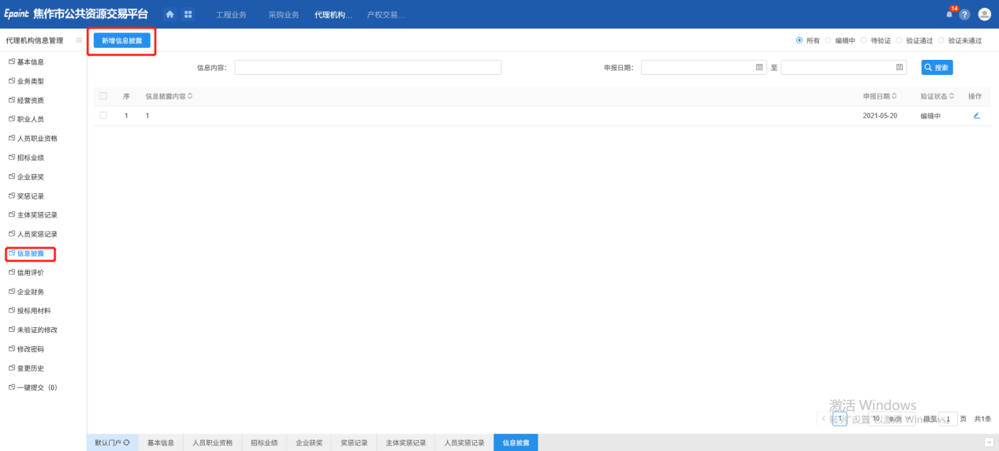 Epoint 焦作市公共资源交易平台 工程业务 采购业务 代理机构... 产权交易... 14 ?
代理机构信息管理 新增信息披露 所有 编辑中 待验证 验证通过 验证未通过
基本信息
信息内容: 申报日期: 至 搜索
业务类型
序 信息披露内容 申报日期 验证状态 操作
经营资质
1 1 2021-05-20 编辑中
职业人员
人员职业资格
招标业绩
企业获奖
奖惩记录
主体奖惩记录
人员奖惩记录
信息披露
信用评价
企业财务
投标用材料
未验证的修改
修改密码
变更历史
一键提交 (0)
激活 Windows
转到"设置"以激活 Windows。
1 10 条/页 跳至 1 页 共1条
默认门户 基本信息 人员职业资格 招标业绩 企业获奖 奖惩记录 主体奖惩记录 人员奖惩记录 信息披露